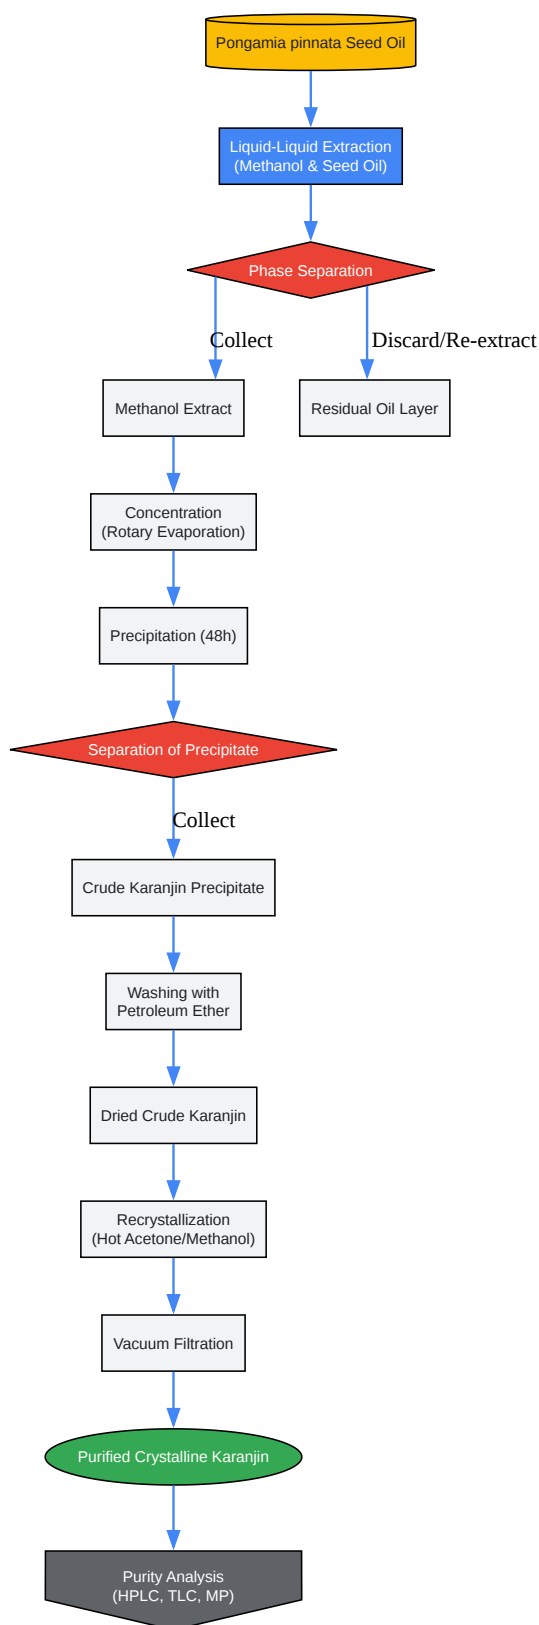 Pongamia pinnata Seed Oil
Liquid-Liquid Extraction
(Methanol & Seed Oil)
Phase Separation
Collect
Discard/Re-extract
Methanol Extract
Residual Oil Layer
Concentration
(Rotary Evaporation)
Precipitation (48h)
Separation of Precipitate
Collect
Crude Karanjin Precipitate
Washing with
Petroleum Ether
Dried Crude Karanjin
Recrystallization
(Hot Acetone/Methanol)
Vacuum Filtration
Purified Crystalline Karanjin
Purity Analysis
(HPLC, TLC, MP)